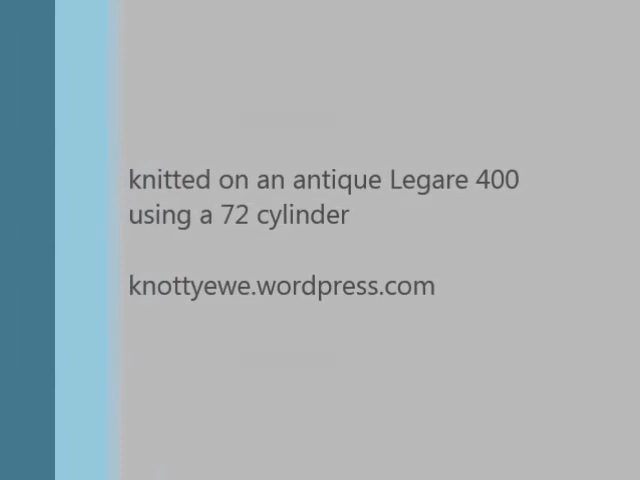 knitted on an antique Legare 400
using a 72 cylinder
knottyewe.wordpress.com